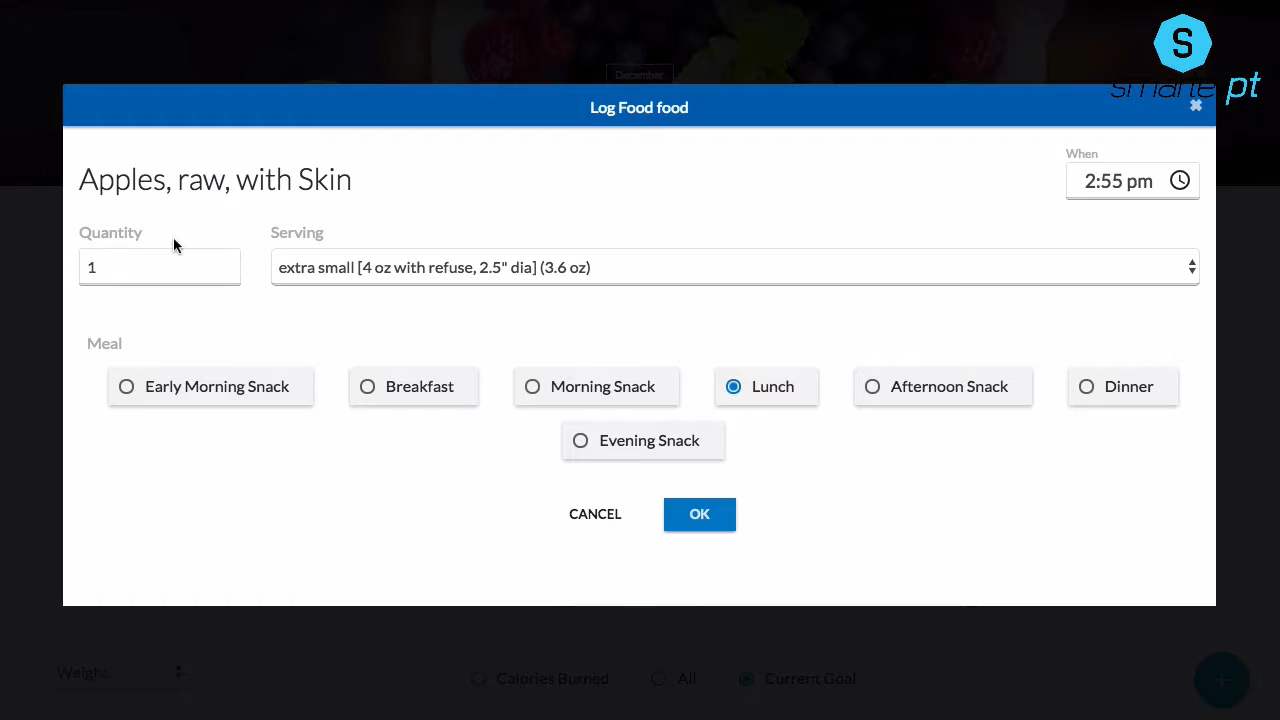 December
S
smarte pt
Log Food food
Apples, raw, with Skin
When
2:55 pm
Quantity
Serving
1
extra small [4 oz with refuse, 2.5" dia] (3.6 oz)
Meal
Early Morning Snack
Breakfast
Morning Snack
Lunch
Afternoon Snack
Dinner
Evening Snack
CANCEL
OK
Weight
Calories Burned
All
Current Goal